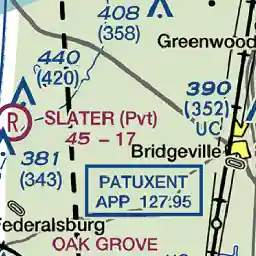 408
(358)
Greenwood
440
(420)
390
(352)
UC
R
SLATER (Pvt)
45 - 17
Bridgeville
381
(343)
PATUXENT
APP 127.95
Federalsburg
OAK GROVE
UC